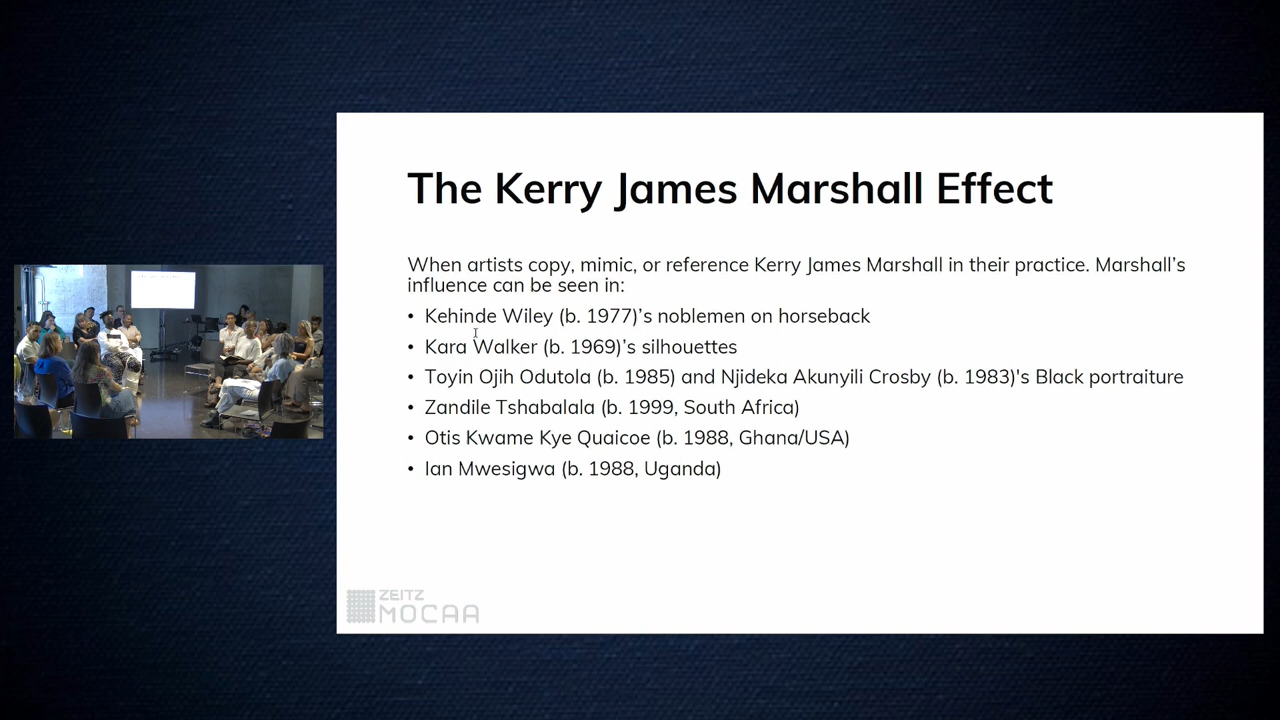 The Kerry James Marshall Effect
When artists copy, mimic, or reference Kerry James Marshall in their practice. Marshall’s
influence can be seen in:
• Kehinde Wiley (b. 1977)’s noblemen on horseback
• Kara Walker (b. 1969)’s silhouettes
• Toyin Ojih Odutola (b. 1985) and Njideka Akunyili Crosby (b. 1983)'s Black portraiture
• Zandile Tshabalala (b. 1999, South Africa)
• Otis Kwame Kye Quaicoe (b. 1988, Ghana/USA)
• Ian Mwesigwa (b. 1988, Uganda)
ZEITZ
MOCAA